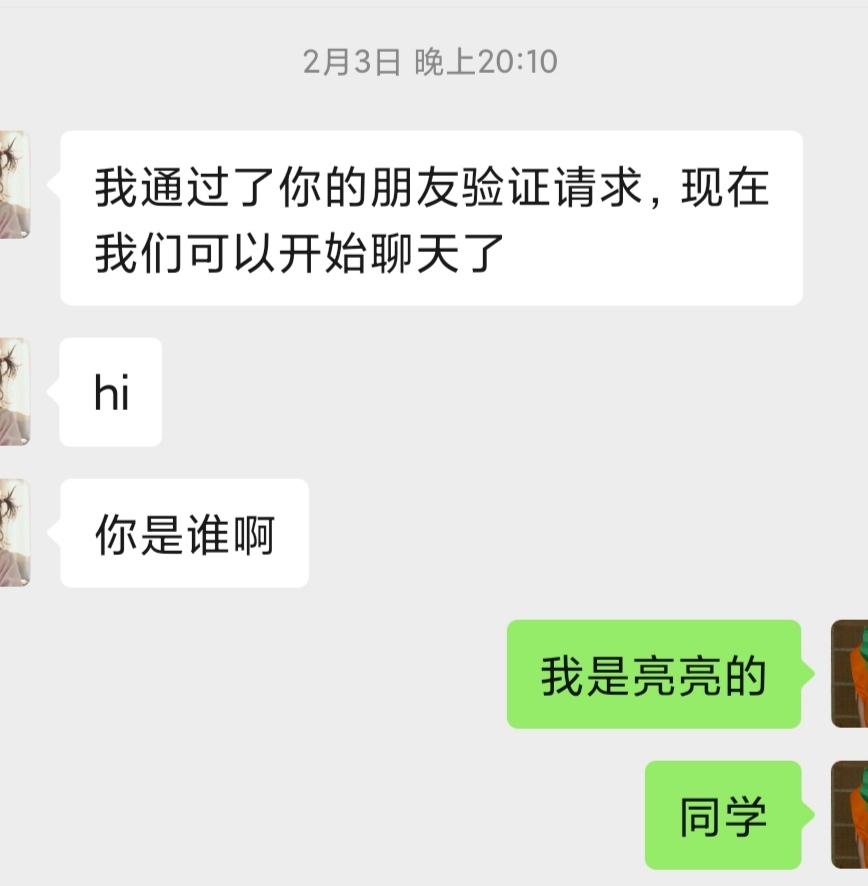 2月3日 晚上20:10
我通过了你的朋友验证请求，现在
我们可以开始聊天了
hi
你是谁啊
我是亮亮的
同学